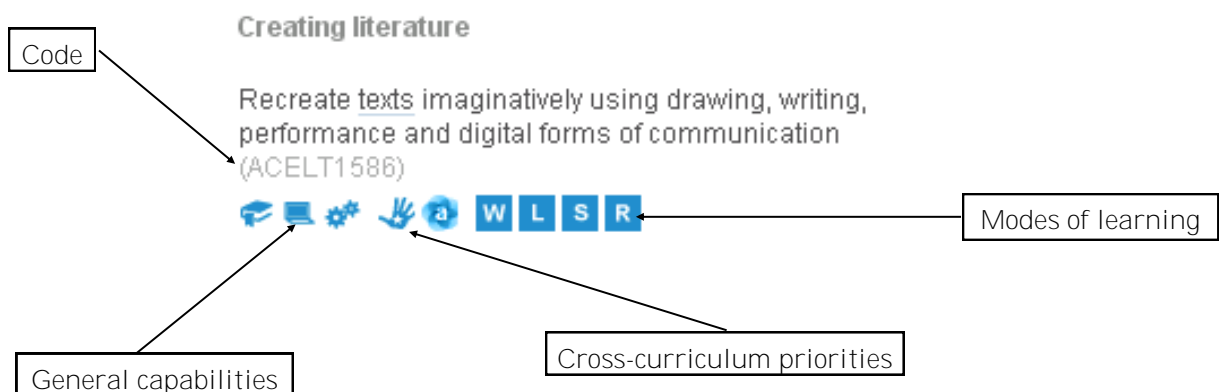 Creating literature
Code
Recreate texts imaginatively using drawing, writing,
performance and digital forms of communication
(ACELT1586)
a W L S R
Modes of learning
Cross-curriculum priorities
General capabilities